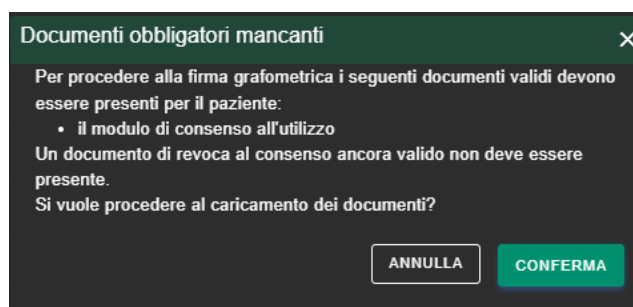 Documenti obbligatori mancanti
Per procedere alla firma grafometrica i seguenti documenti validi devono
essere presenti per il paziente:
• il modulo di consenso all'utilizzo
Un documento di revoca al consenso ancora valido non deve essere
presente.
Si vuole procedere al caricamento dei documenti?
ANNULLA CONFERMA